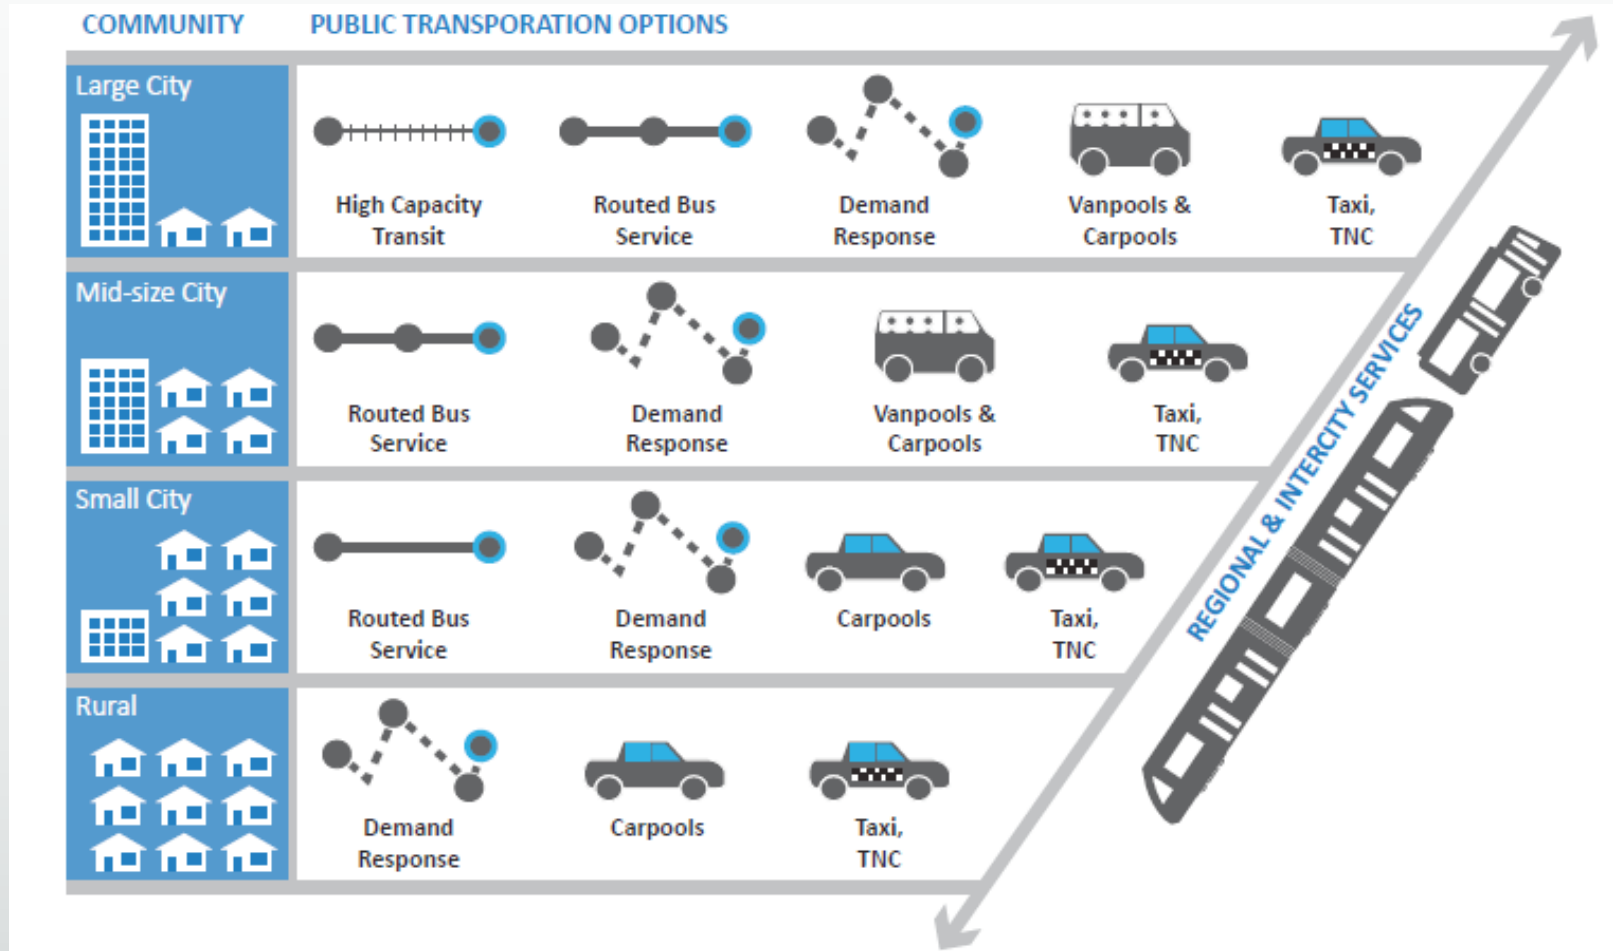 COMMUNITY
PUBLIC TRANSPORATION OPTIONS
Large City
High Capacity
Transit
Routed Bus
Service
Demand
Response
Vanpools &
Carpools
Taxi,
TNC
Mid-size City
Routed Bus
Service
Demand
Response
Vanpools &
Carpools
Taxi,
TNC
Small City
Routed Bus
Service
Demand
Response
Carpools
Taxi,
TNC
Rural
Demand
Response
Carpools
Taxi,
TNC
REGIONAL & INTERCITY SERVICES